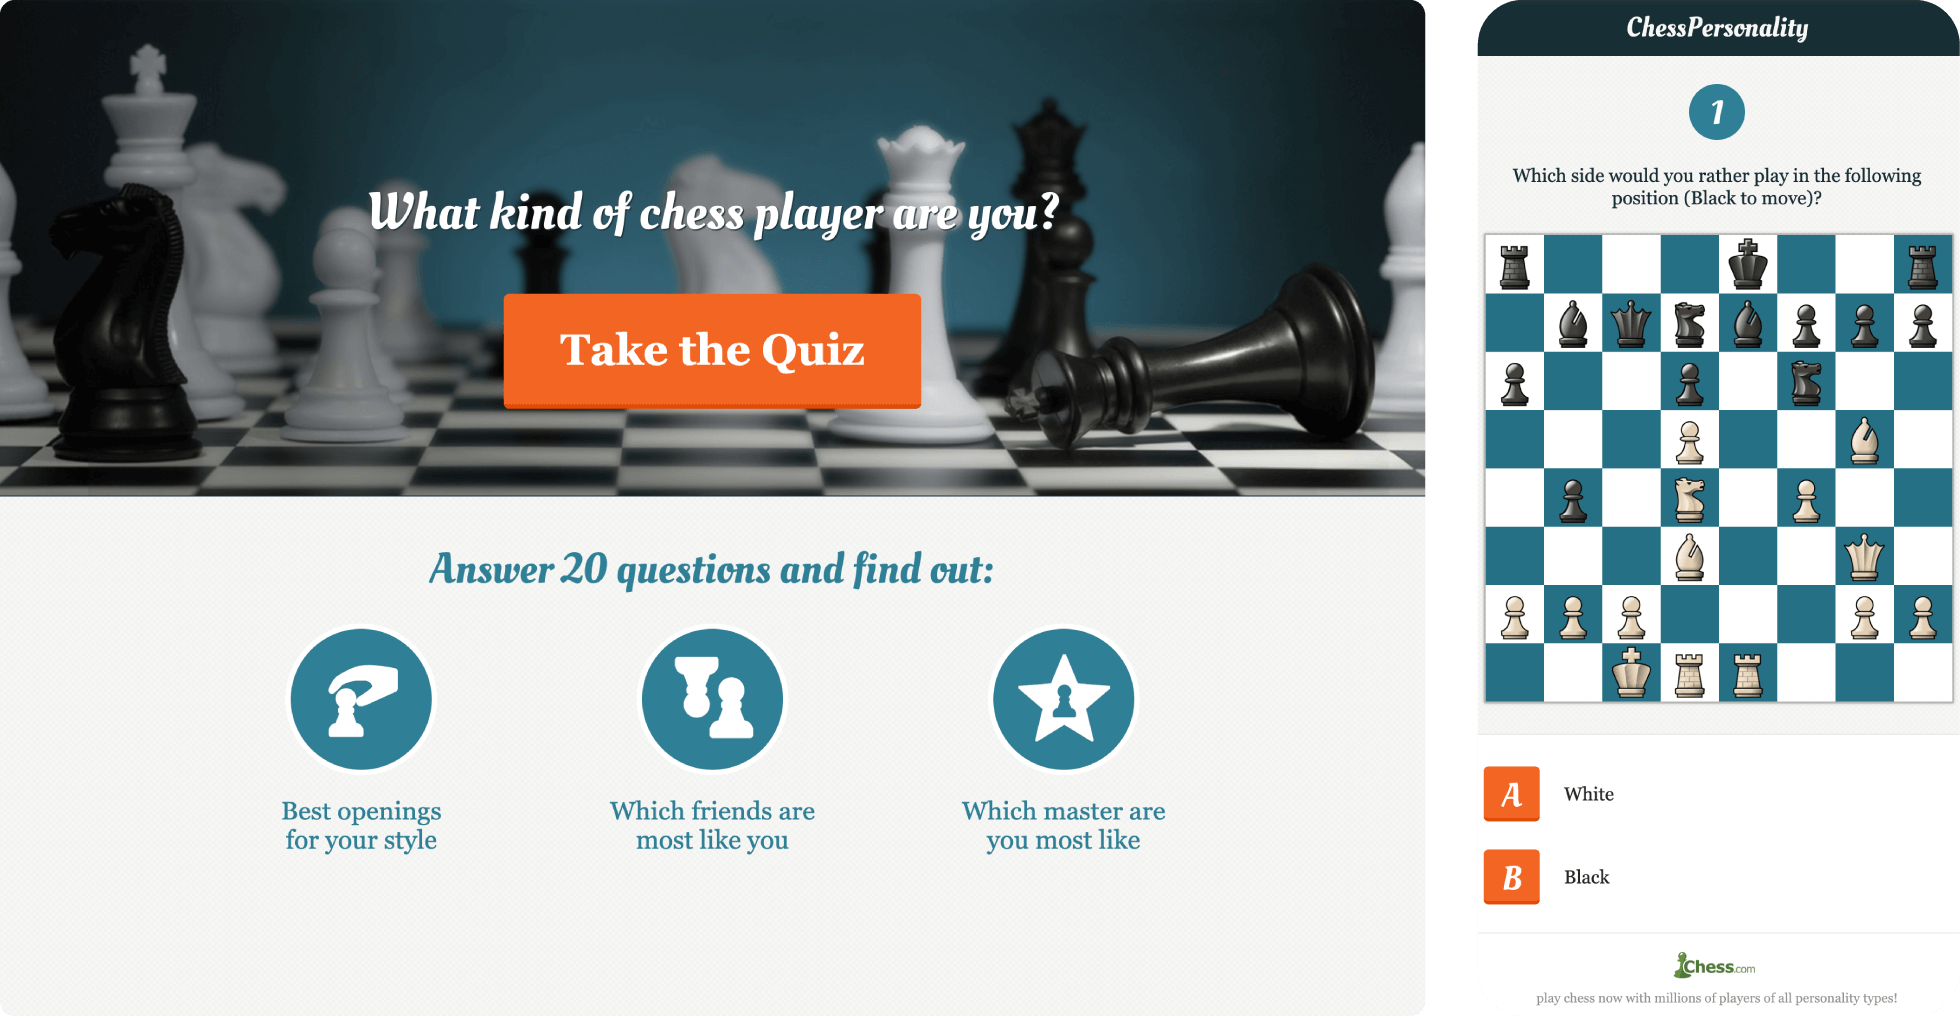 What kind of chess player are you?
Take the Quiz
Answer 20 questions and find out:
Best openings
for your style
Which friends are
most like you
Which master are
you most like
ChessPersonality
1
Which side would you rather play in the following
position (Black to move)?
A White
B Black
Chess.com
play chess now with millions of players of all personality types!